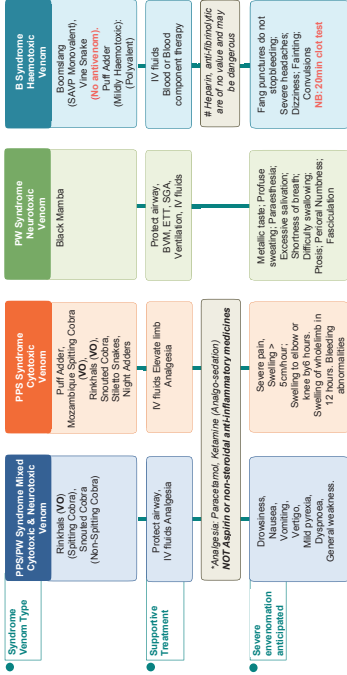 Syndrome
Venom Type
PPS/PW Syndrome Mixed
Cytotoxic & Neurotoxic
Venom
PPS Syndrome
Cytotoxic
Venom
PW Syndrome
Neurotoxic
Venom
B Syndrome
Haemotoxic
Venom
Rinkhals (VO)
(Spitting Cobra),
Snouted Cobra
(Non-Spitting Cobra)
Puff Adder,
Mozambique Spitting Cobra
(VO)
Rinkhals (VO),
Snouted Cobra,
Stiletto Snakes,
Night Adders
Black Mamba
Boomslang
(SAVP Monovalent),
Vine Snake
(No antivenom),
Puff Adder
(Mildly Haemotoxic):
(Polyvalent)
Supportive
Treatment
Protect airway,
IV fluids Analgesia
IV fluids Elevate limb
Analgesia
Protect airway,
BVM, ETT, SGA,
Ventilation, IV fluids
IV fluids
Blood or Blood
component therapy
*Analgesia: Paracetamol, Ketamine (Analgo-sedation)
NOT Aspirin or non-steroidal anti-inflammatory medicines
# Heparin, anti-fibrinolytic
are of no value and may
be dangerous
Severe
envenomation
anticipated
Drowsiness,
Nausea,
Vomiting,
Vertigo,
Mild pyrexia,
Dyspnoea,
General weakness.
Severe pain,
Swelling >
5cm/hour;
Swelling to elbow or
knee by6 hours.
Swelling of wholelimb in
12 hours. Bleeding
abnormalities
Metallic taste; Profuse
sweating; Paraesthesia;
Excessive salivation;
Shortness of breath;
Difficulty swallowing;
Ptosis; Perioral Numbness;
Fasciculation
Fang punctures do not
stopbleeding;
Severe headaches;
Dizziness; Fainting;
Convulsions
NB: 20min clot test